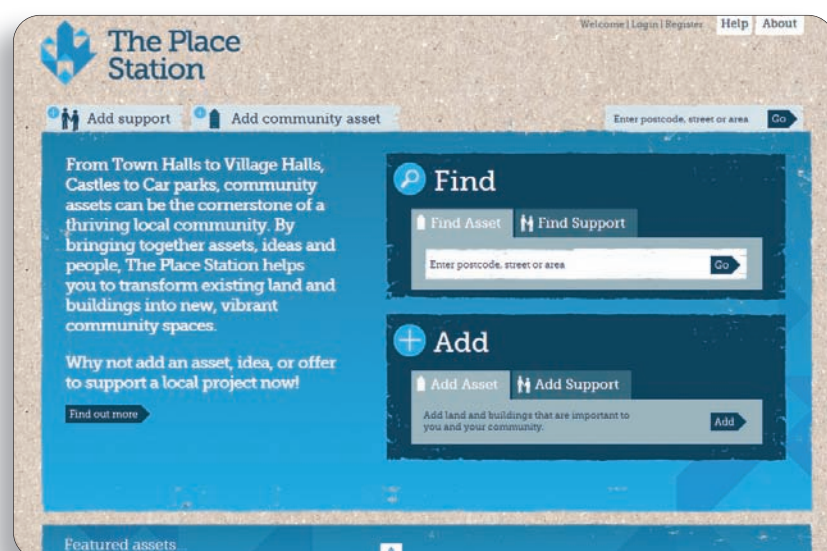 The Place
Station
Welcome | Login | Register Help About
Add support Add community asset
Enter postcode, street or area Go
From Town Halls to Village Halls,
Castles to Car parks, community
assets can be the cornerstone of a
thriving local community. By
bringing together assets, ideas and
people, The Place Station helps
you to transform existing land and
buildings into new, vibrant
community spaces.
Why not add an asset, idea, or offer
to support a local project now!
Find out more
Find
Find Asset Find Support
Enter postcode, street or area Go
Add
Add Asset Add Support
Add land and buildings that are important to
you and your community.
Add
Featured assets...